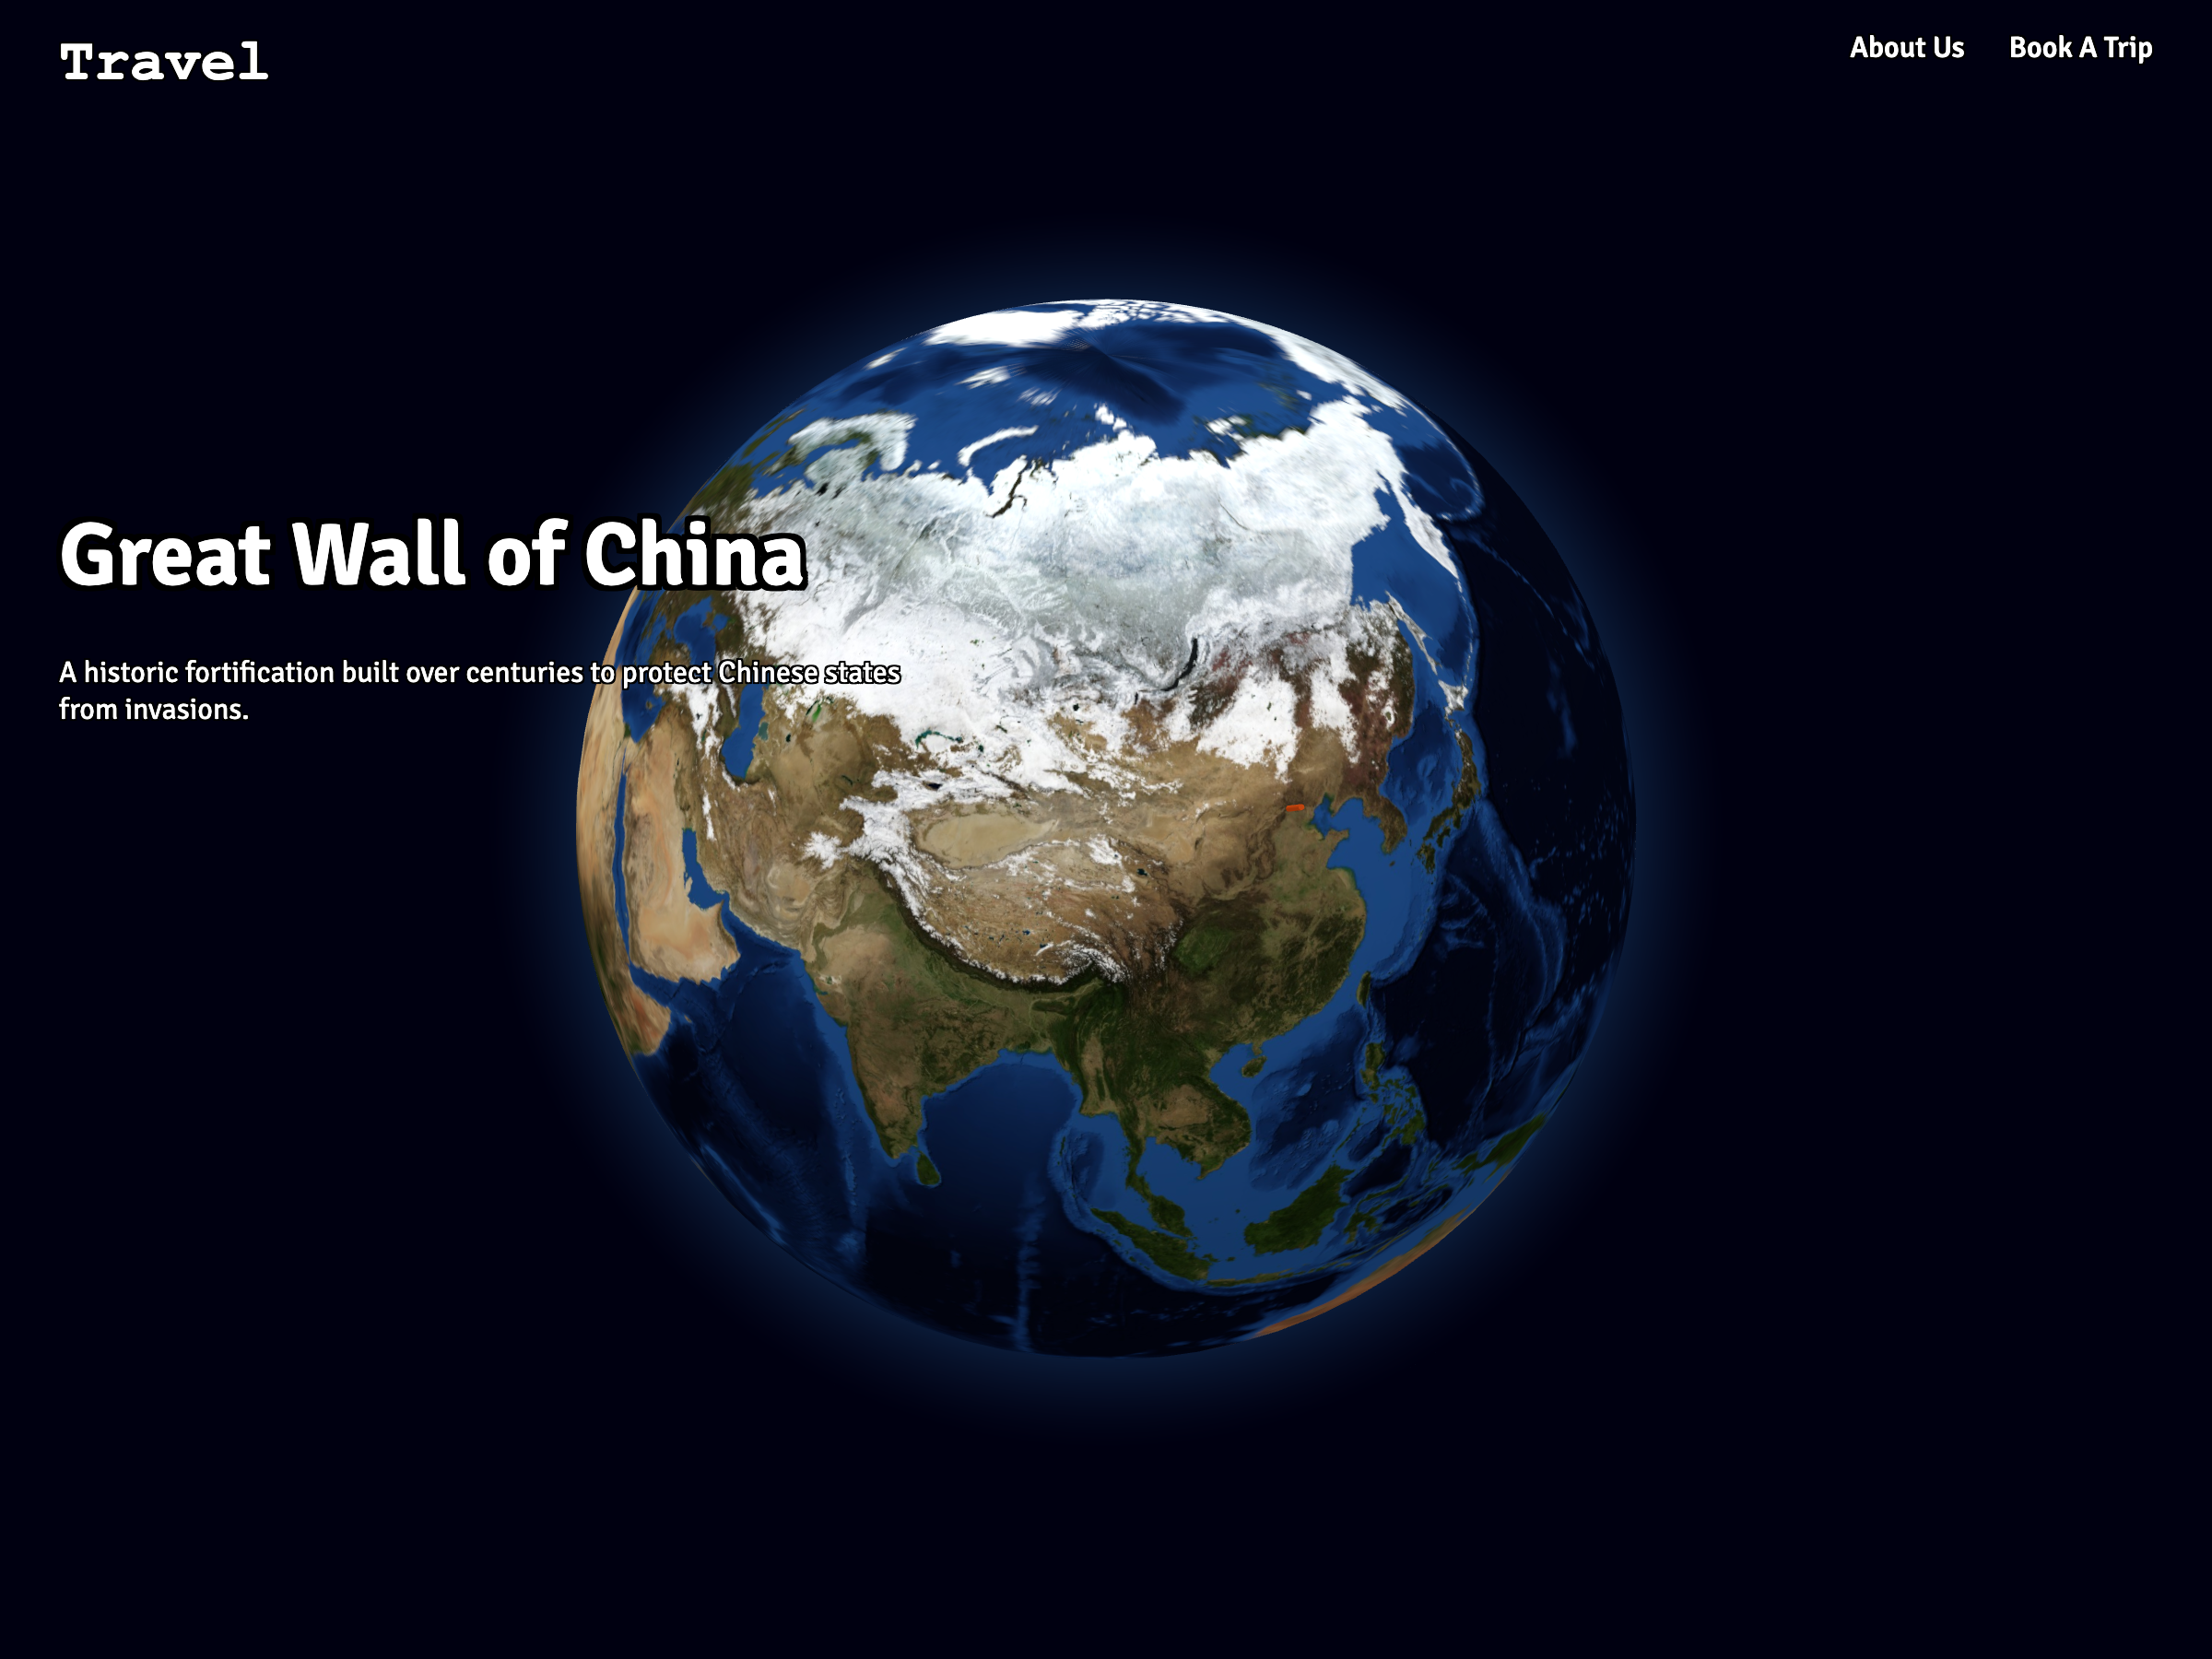 Travel
About Us
Book A Trip
Great Wall of China
A historic fortification built over centuries to protect Chinese states
from invasions.